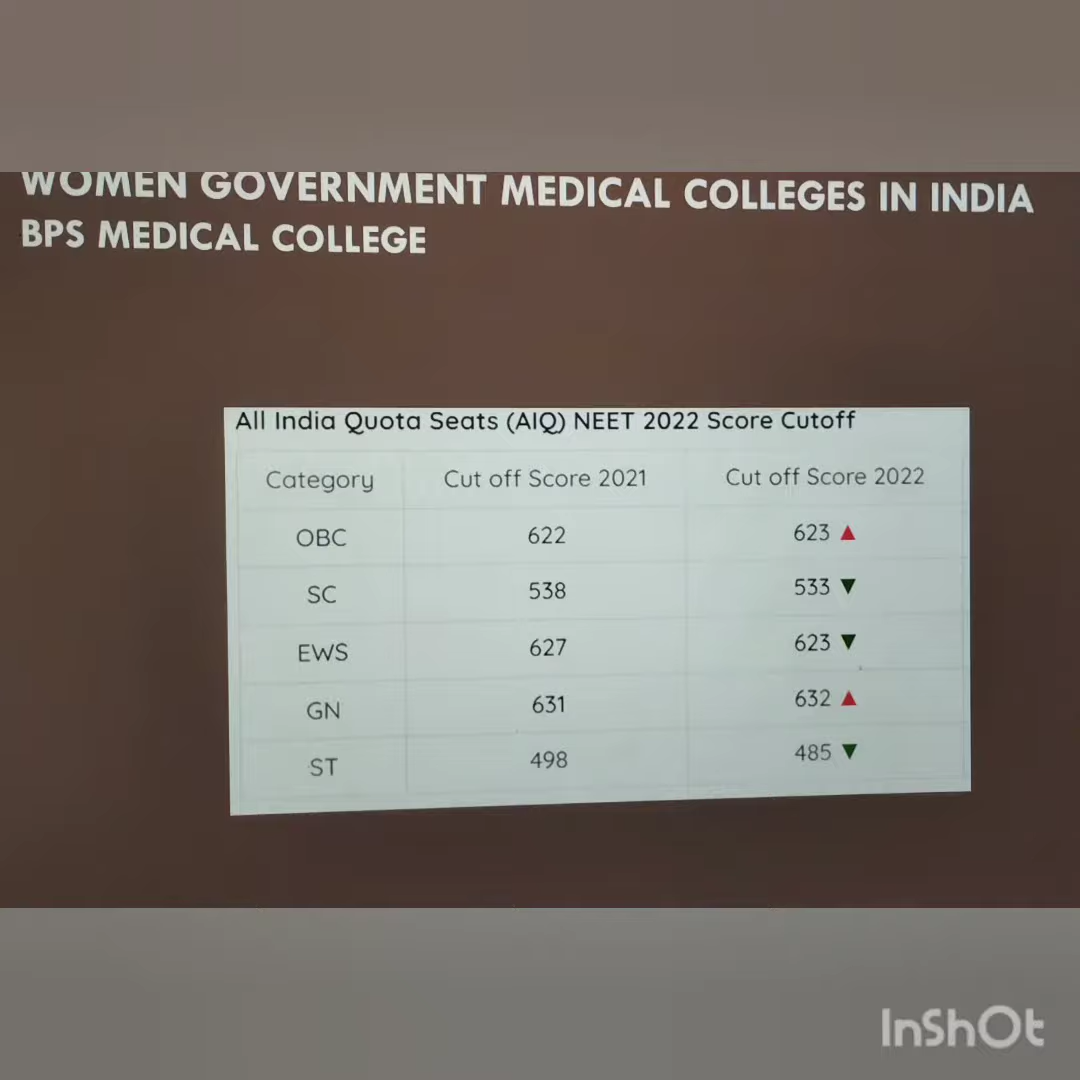 WOMEN GOVERNMENT MEDICAL COLLEGES IN INDIA
BPS MEDICAL COLLEGE
All India Quota Seats (AIQ) NEET 2022 Score Cutoff
Category Cut off Score 2021 Cut off Score 2022
OBC 622 623 ▲
SC 538 533 ▼
EWS 627 623 ▼
GN 631 632 ▲
ST 498 485 ▼
InShOt